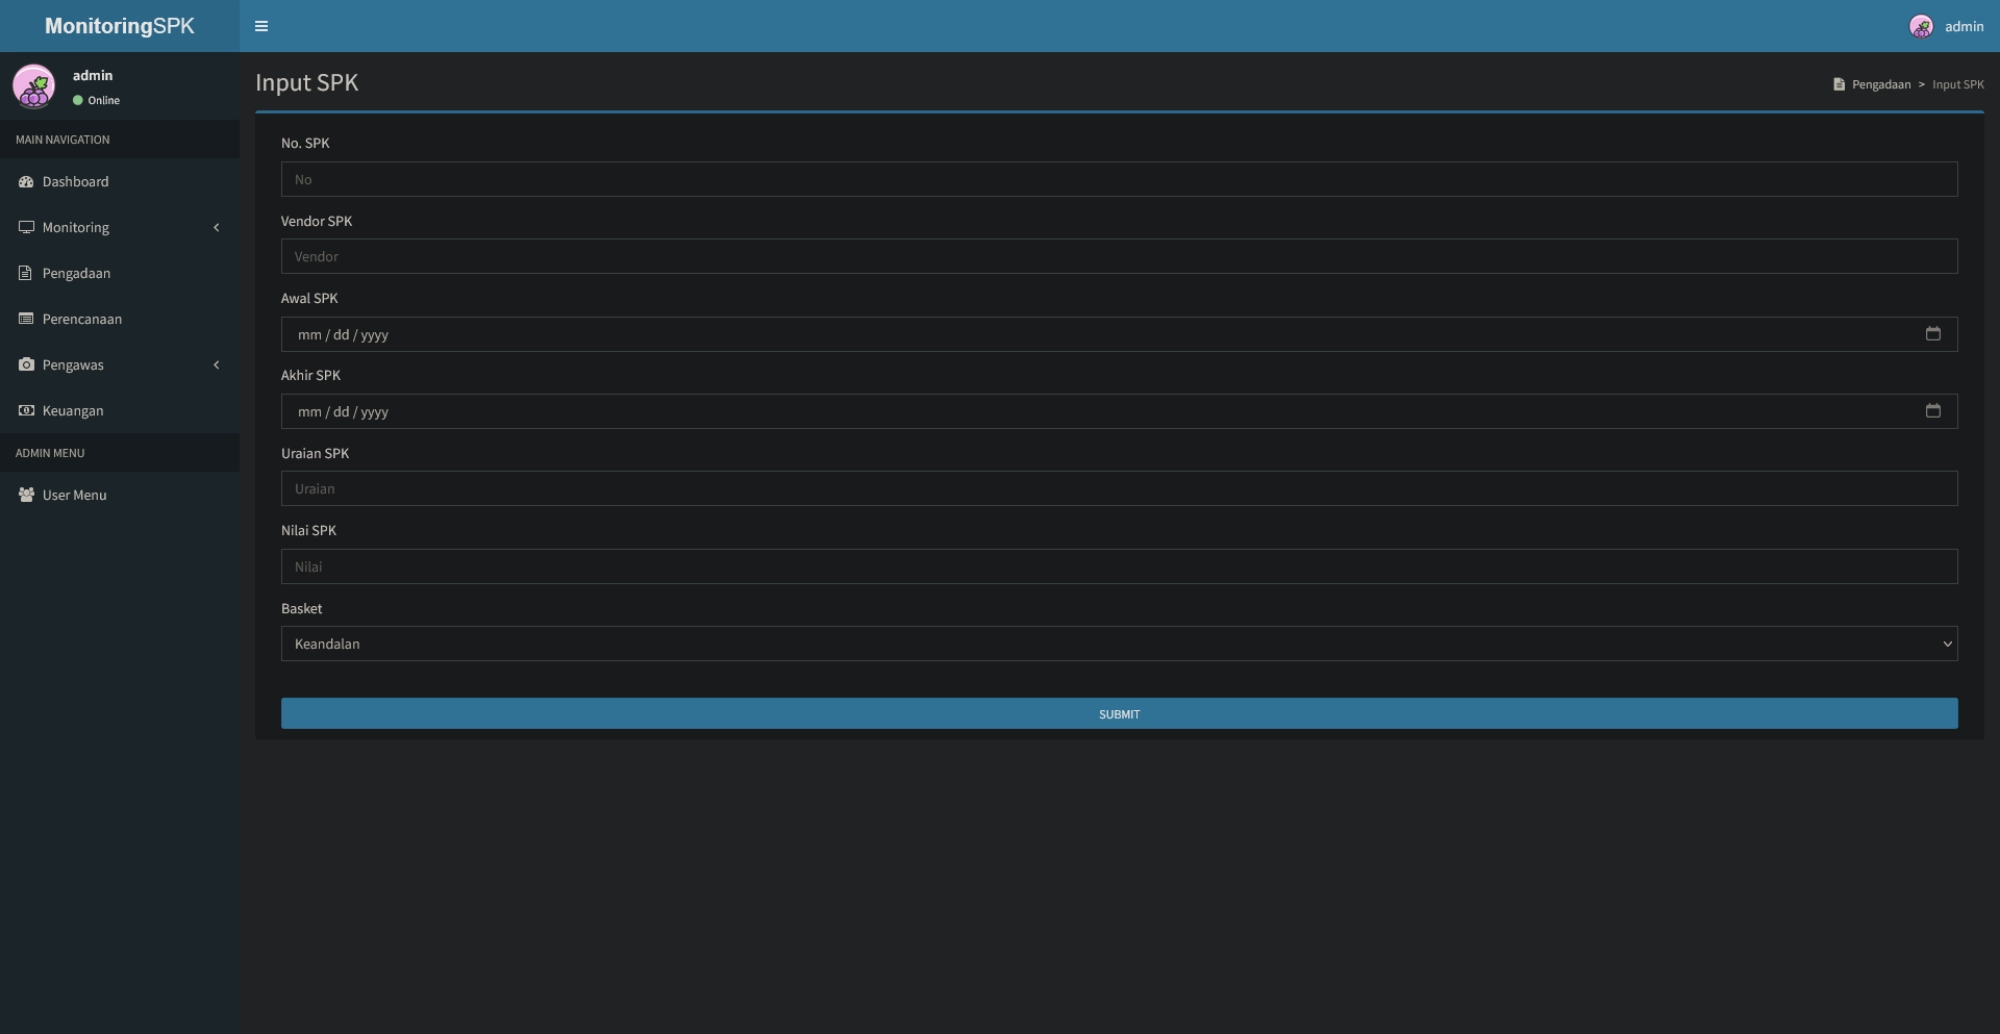 MonitoringSPK
admin
admin
Online
MAIN NAVIGATION
Dashboard
Monitoring
Pengadaan
Perencanaan
Pengawas
Keuangan
ADMIN MENU
User Menu
Input SPK
Pengadaan > Input SPK
No. SPK
No
Vendor SPK
Vendor
Awal SPK
mm / dd / yyyy
Akhir SPK
mm / dd / yyyy
Uraian SPK
Uraian
Nilai SPK
Nilai
Basket
Keandalan
SUBMIT